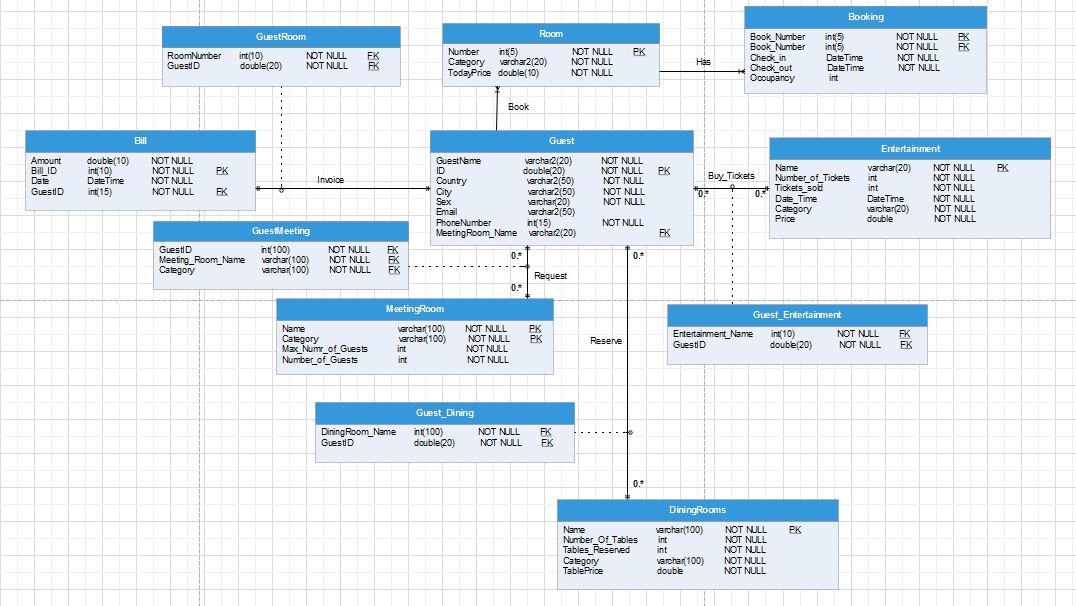 GuestRoom
RoomNumber int(10) NOT NULL FK
GuestID double(20) NOT NULL FK
Room
Number int(5) NOT NULL PK
Category varchar2(20) NOT NULL
TodayPrice double(10) NOT NULL
Booking
Book_Number int(5) NOT NULL PK
Book_Number int(5) NOT NULL FK
Check_in DateTime NOT NULL
Check_out DateTime NOT NULL
Occupancy int
Has
Book
Bill
Amount double(10) NOT NULL
Bill_ID int(10) NOT NULL PK
Date DateTime NOT NULL
GuestID int(15) NOT NULL FK
Invoice
Guest
GuestName varchar2(20) NOT NULL
ID double(20) NOT NULL PK
Country varchar2(50) NOT NULL
City varchar2(50) NOT NULL
Sex varchar(20) NOT NULL
Email varchar2(50)
PhoneNumber int(15) NOT NULL
MeetingRoom_Name varchar2(20) FK
Buy_Tickets
0.*
0.*
Entertainment
Name varchar(20) NOT NULL PK
Number_of_Tickets int NOT NULL
Tickets_sold int NOT NULL
Date_Time DateTime NOT NULL
Category varchar(20) NOT NULL
Price double NOT NULL
GuestMeeting
GuestID int(100) NOT NULL FK
Meeting_Room_Name varchar(100) NOT NULL FK
Category varchar(100) NOT NULL FK
0.*
Request
0.*
0.*
MeetingRoom
Name varchar(100) NOT NULL PK
Category varchar(100) NOT NULL PK
Max_Numr_of_Guests int NOT NULL
Number_of_Guests int NOT NULL
Reserve
Guest_Entertainment
Entertainment_Name int(10) NOT NULL FK
GuestID double(20) NOT NULL FK
Guest_Dining
DiningRoom_Name int(100) NOT NULL FK
GuestID double(20) NOT NULL FK
0.*
DiningRooms
Name varchar(100) NOT NULL PK
Number_Of_Tables int NOT NULL
Tables_Reserved int NOT NULL
Category varchar(100) NOT NULL
TablePrice double NOT NULL